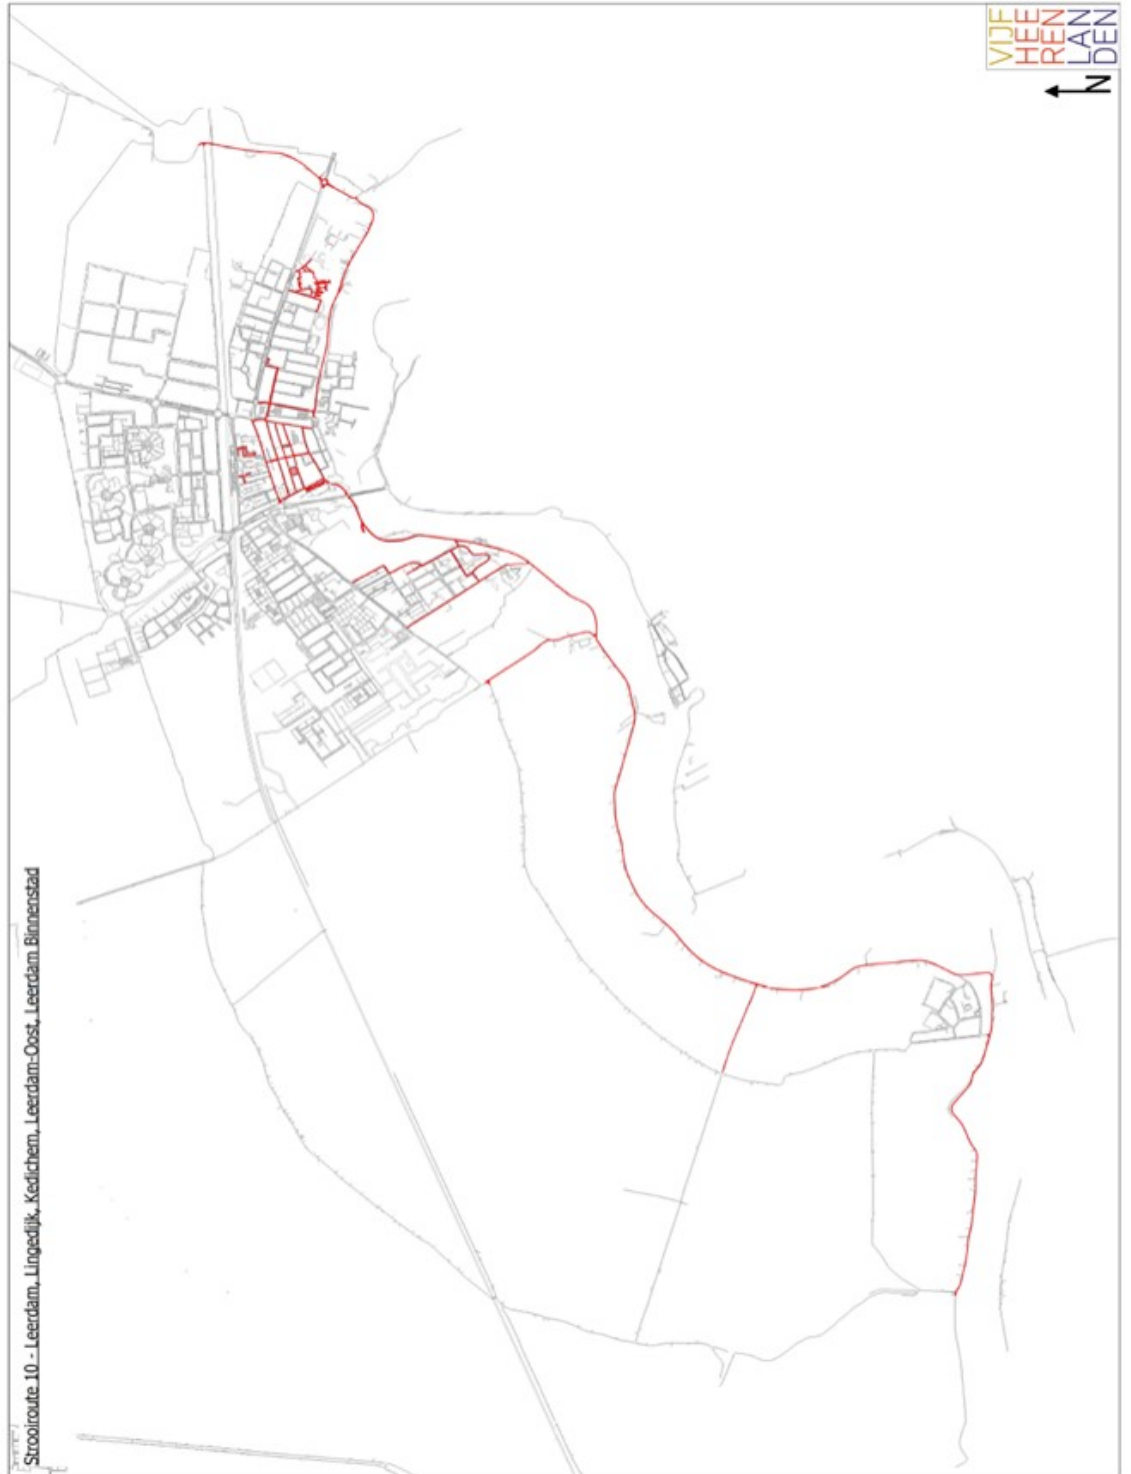 Strooiroute 10 - Leerdam, Lingedijk, Kedichem, Leerdam-Oost, Leerdam Binnenstad
VIJF
HEE
REN
LAN
DEN
N